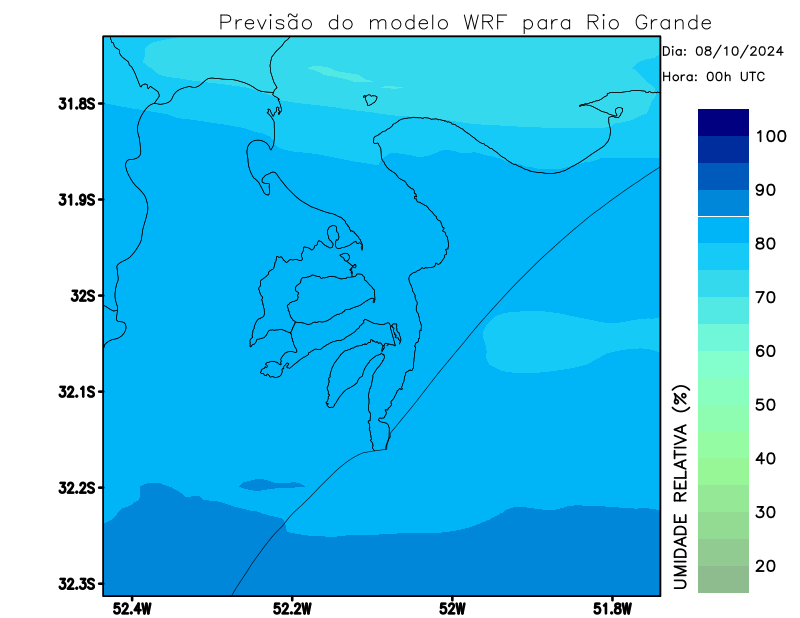 Previsão do modelo WRF para Rio Grande
Dia: 08/10/2024
Hora: 00h UTC
31.8S
31.9S
32S
32.1S
32.2S
32.3S
52.4W
52.2W
52W
51.8W
100
90
80
70
60
50
40
30
20
UMIDADE RELATIVA (%)